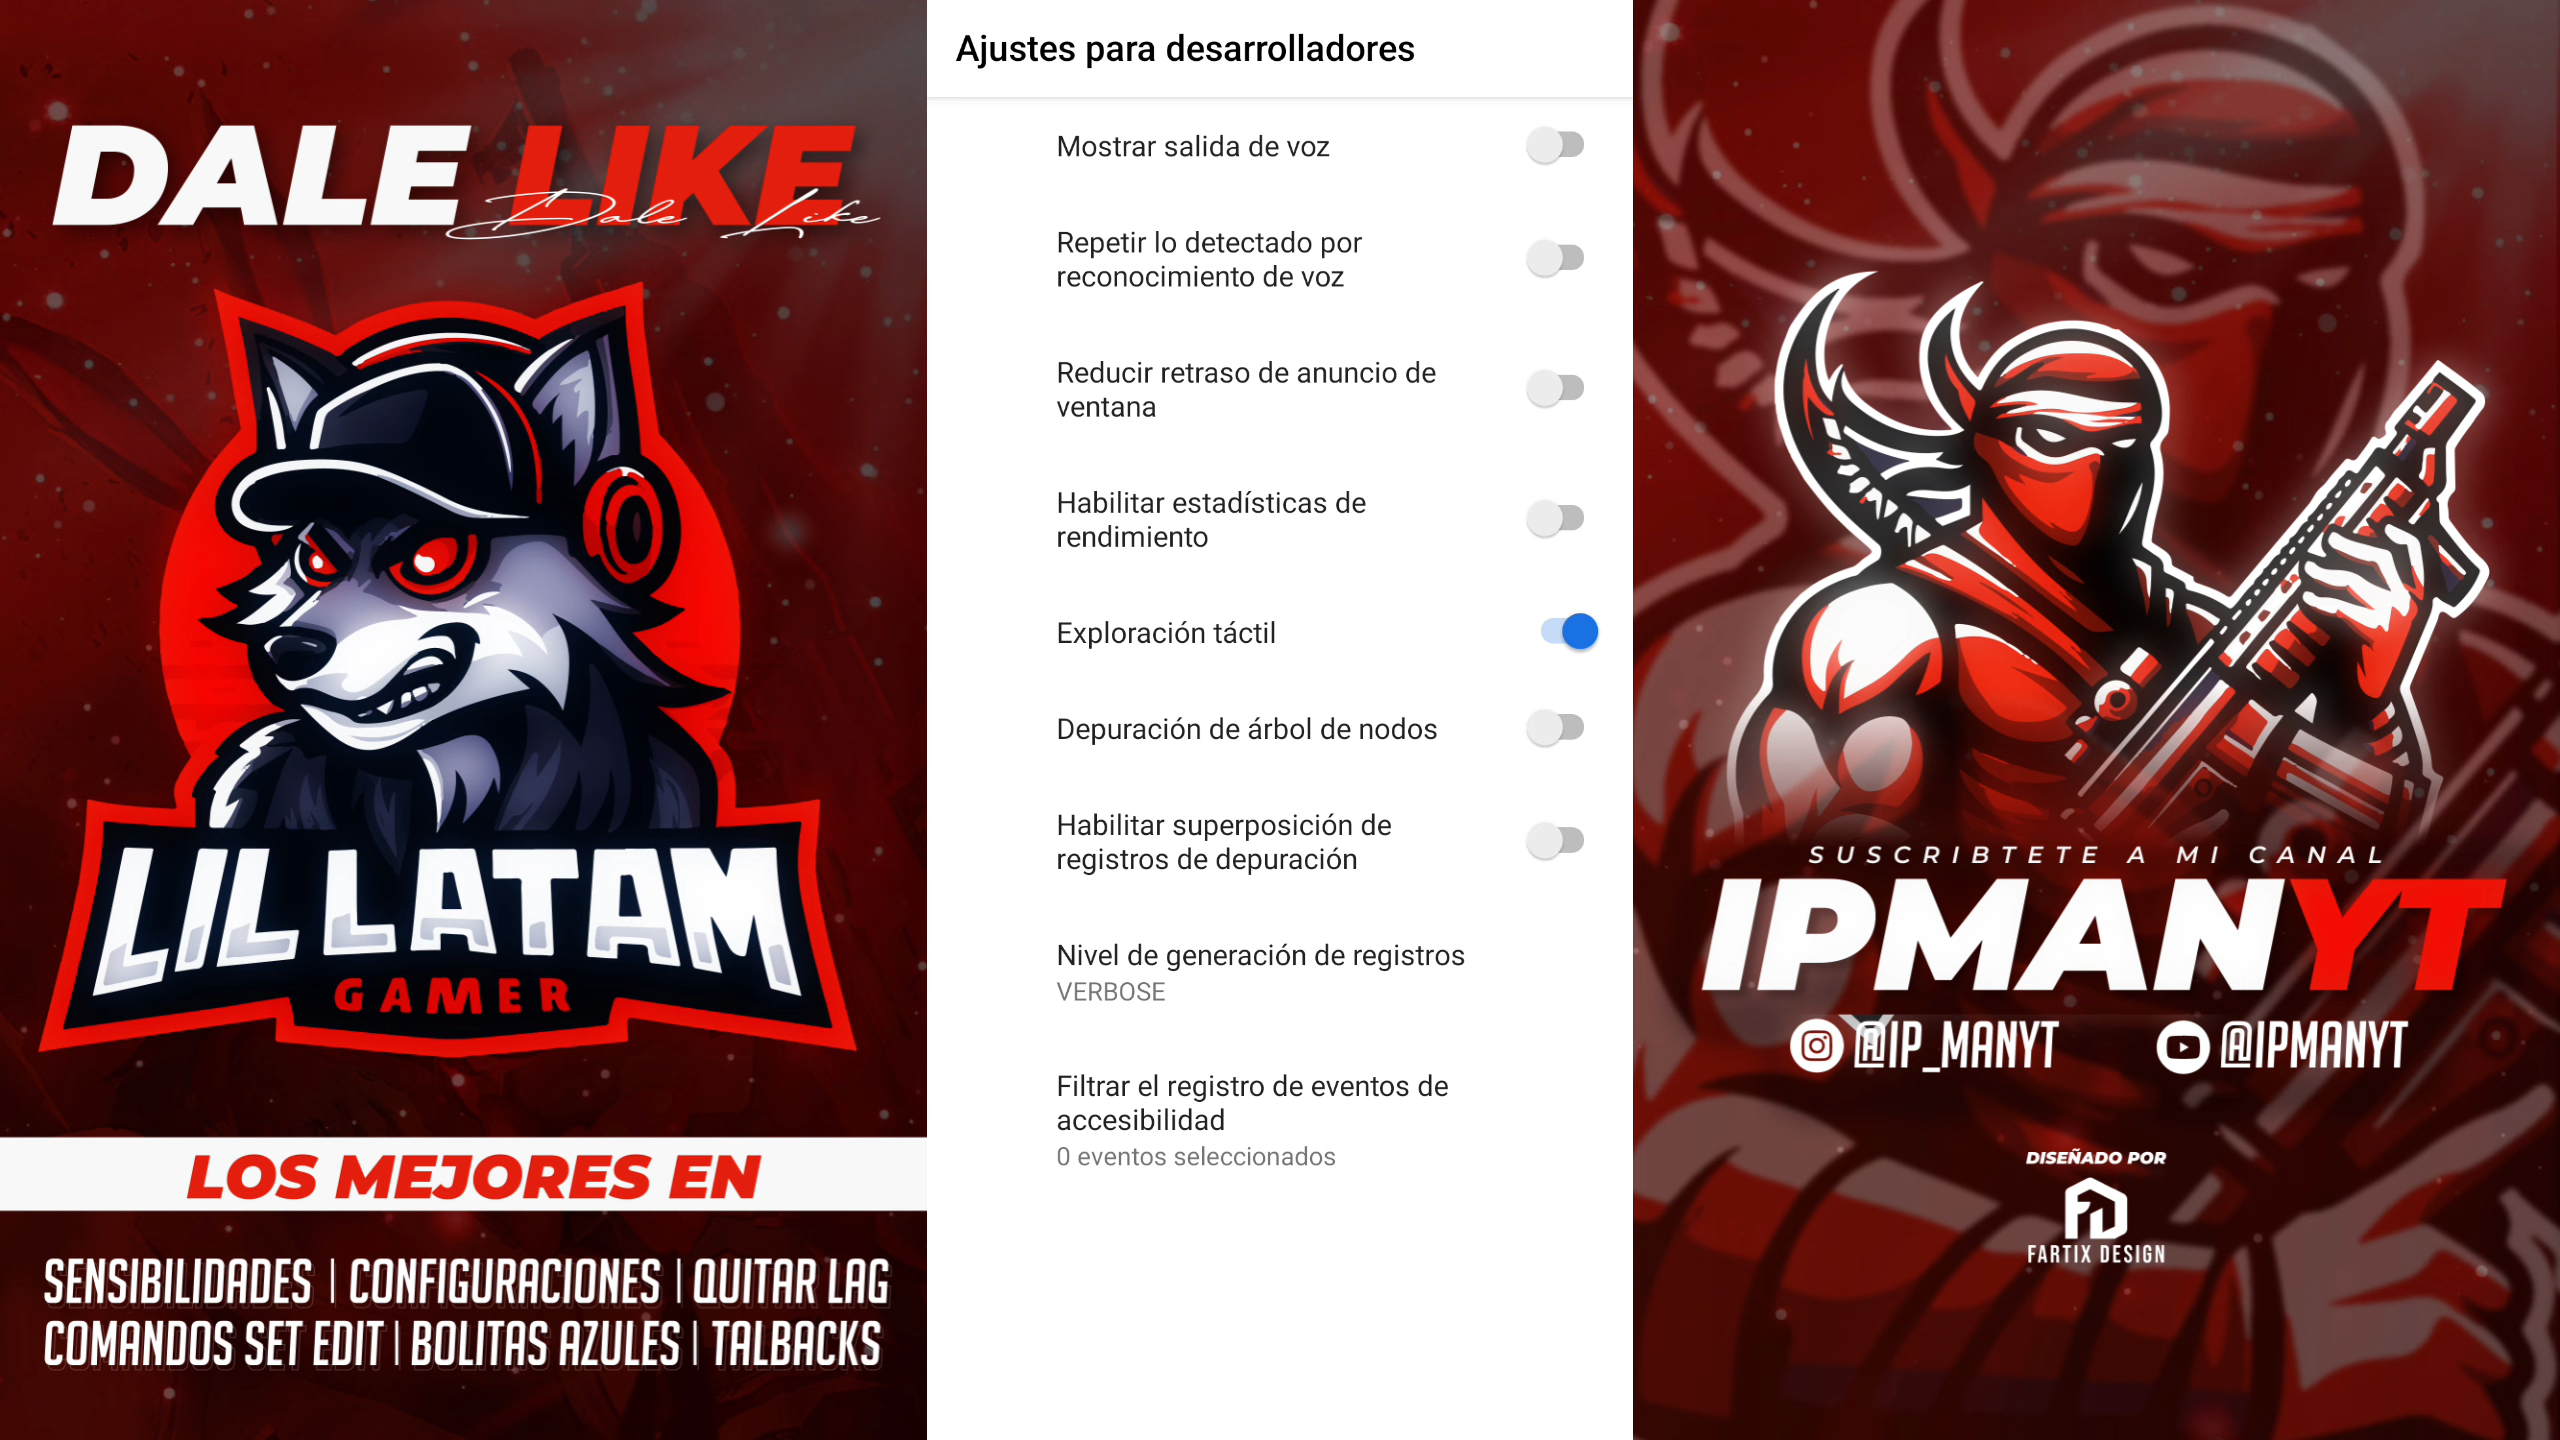 DALE LIKE
Dale Like
LIL LATAM
GAMER
LOS MEJORES EN
SENSIBILIDADES | CONFIGURACIONES | QUITAR LAG
COMANDOS SET EDIT | BOLITAS AZULES | TALBACKS
Ajustes para desarrolladores
Mostrar salida de voz
Repetir lo detectado por
reconocimiento de voz
Reducir retraso de anuncio de
ventana
Habilitar estadísticas de
rendimiento
Exploración táctil
Depuración de árbol de nodos
Habilitar superposición de
registros de depuración
Nivel de generación de registros
VERBOSE
Filtrar el registro de eventos de
accesibilidad
0 eventos seleccionados
SUSCRIBTETE A MI CANAL
IPMANYT
@IP_MANYT @IPMANYT
DISEÑADO POR
FARTIX DESIGN